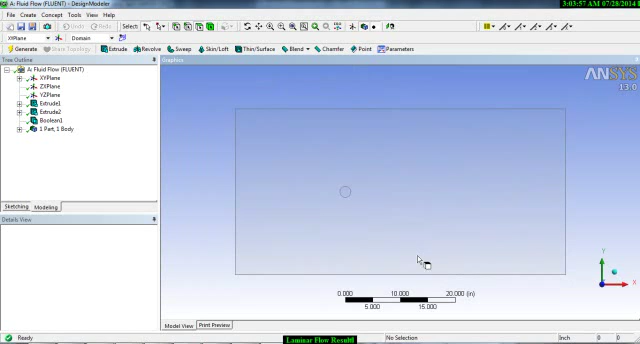 A: Fluid Flow (FLUENT) - DesignModeler
3:03:57 AM 07/28/2014
File Create Concept Tools View Help
Undo Redo Select:
XYPlane Domain
Generate Share Topology Extrude Revolve Sweep Skin/Loft Thin/Surface Blend Chamfer Point Parameters
Tree Outline
Graphics
A: Fluid Flow (FLUENT)
XYPlane
ZXPlane
YZPlane
Extrude1
Extrude2
Boolean1
1 Part, 1 Body
ANSYS
13.0
Sketching Modeling
Details View
Y
X
0.000 10.000 20.000 (in)
5.000 15.000
Model View Print Preview
Ready
Laminar Flow Result
No Selection
Inch 0 0